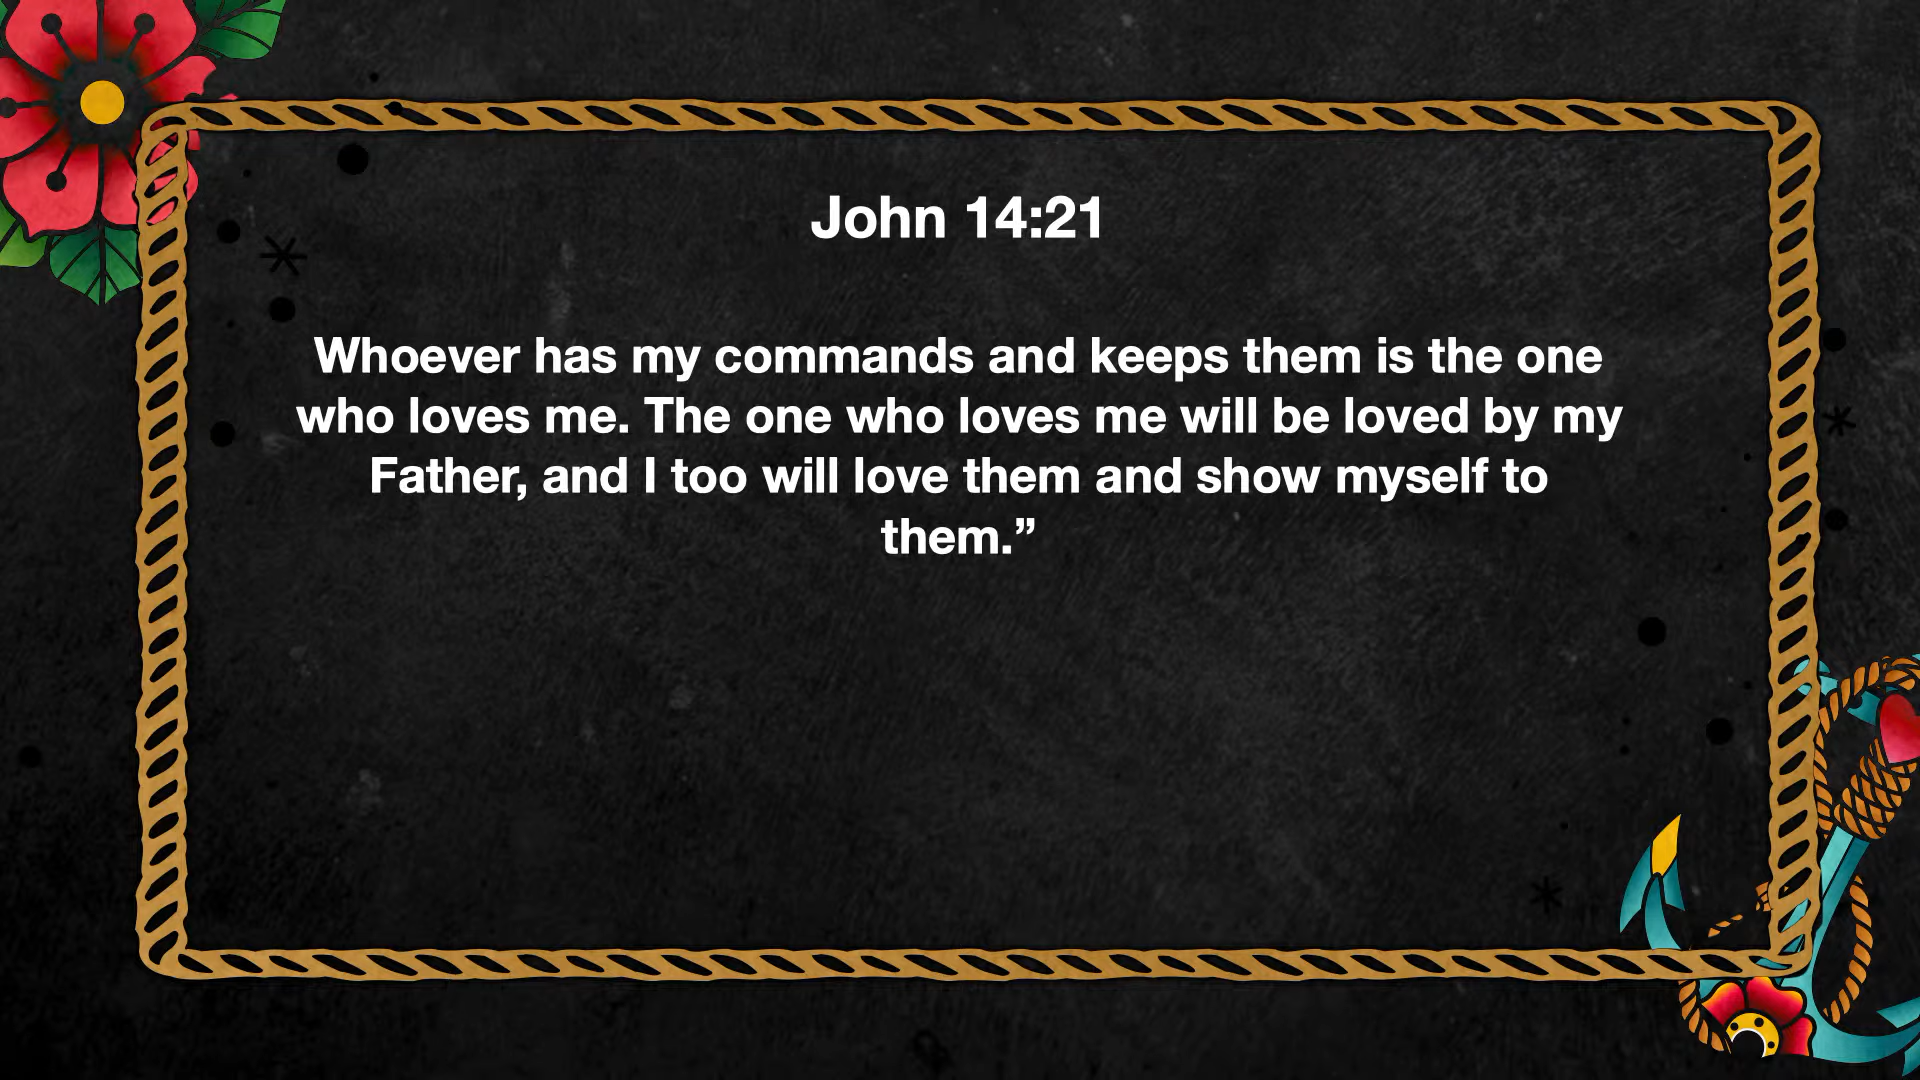 John 14:21
Whoever has my commands and keeps them is the one
who loves me. The one who loves me will be loved by my
Father, and I too will love them and show myself to
them.”